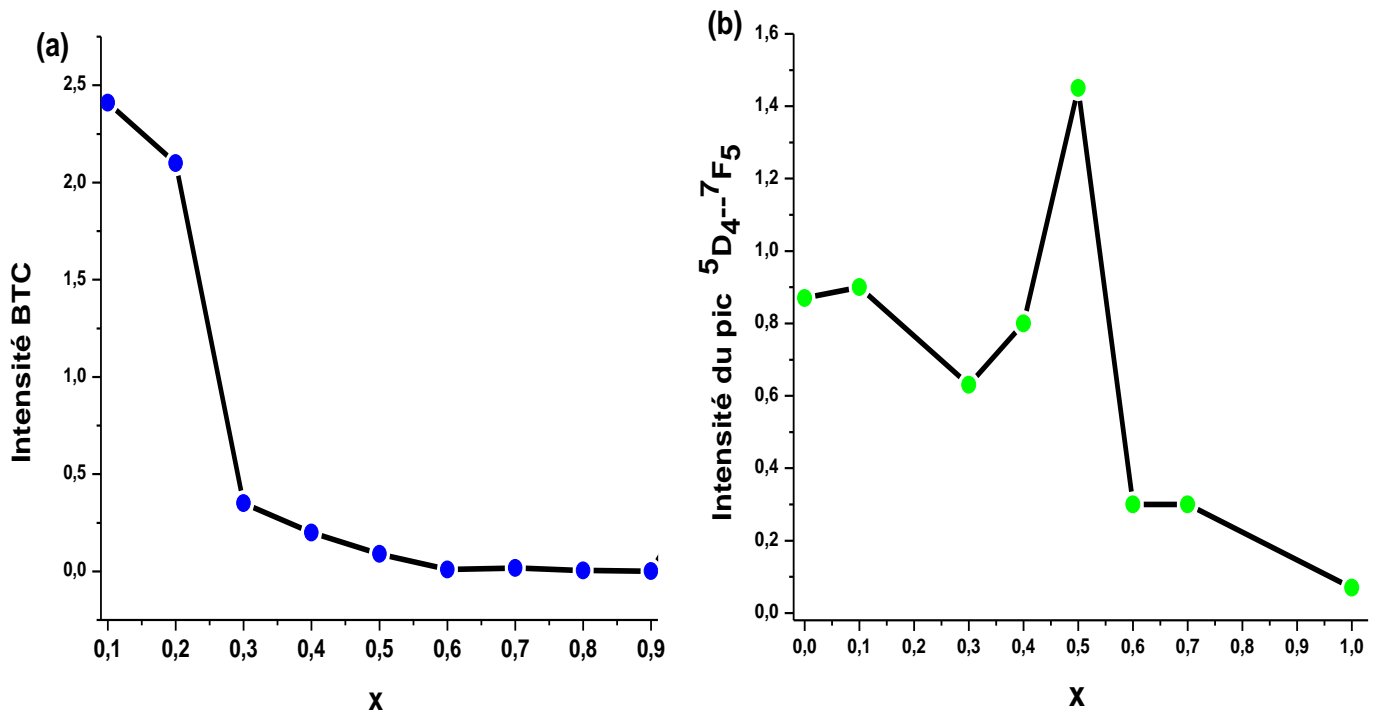 (a)
Intensité BTC
2,5
2,0
1,5
1,0
0,5
0,0
0,1 0,2 0,3 0,4 0,5 0,6 0,7 0,8 0,9
X
(b)
Intensité du pic ⁵D₄--⁷F₅
1,6
1,4
1,2
1,0
0,8
0,6
0,4
0,2
0,0
0,0 0,1 0,2 0,3 0,4 0,5 0,6 0,7 0,8 0,9 1,0
X